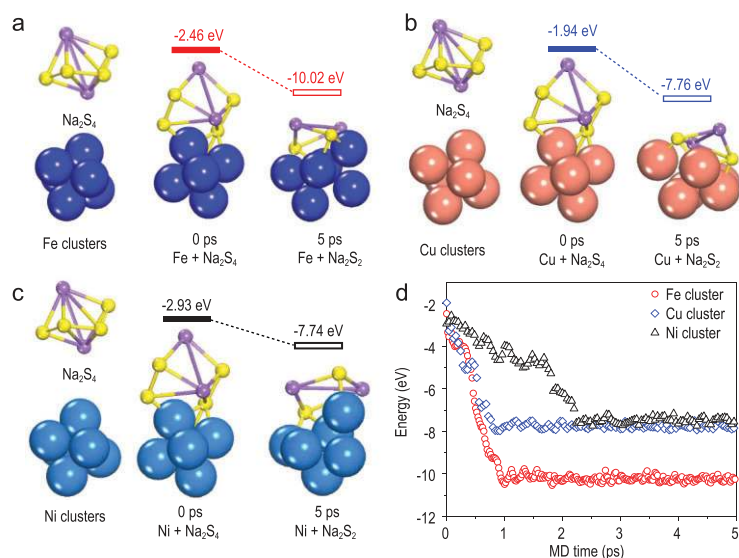 a
-2.46 eV
-10.02 eV
Na₂S₄
Fe clusters
0 ps
Fe + Na₂S₄
5 ps
Fe + Na₂S₂
b
-1.94 eV
-7.76 eV
Na₂S₄
Cu clusters
0 ps
Cu + Na₂S₄
5 ps
Cu + Na₂S₂
c
-2.93 eV
-7.74 eV
Na₂S₄
Ni clusters
0 ps
Ni + Na₂S₄
5 ps
Ni + Na₂S₂
d
Fe cluster
Cu cluster
Ni cluster
Energy (eV)
-2
-4
-6
-8
-10
-12
0
1
2
3
4
5
MD time (ps)